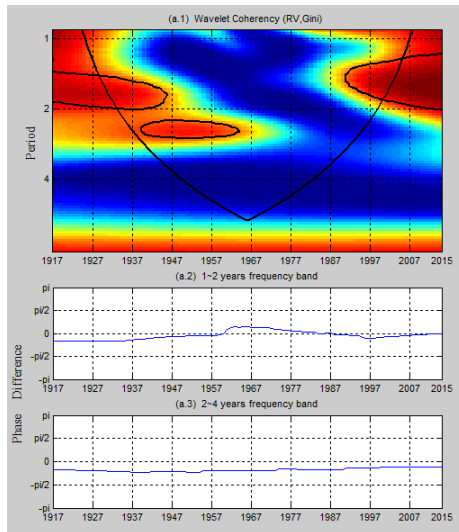 (a.1) Wavelet Coherency (RV,Gini)
1
2
4
Period
1917 1927 1937 1947 1957 1967 1977 1987 1997 2007 2015
(a.2) 1~2 years frequency band
pi
pi/2
0
-pi/2
-pi
1917 1927 1937 1947 1957 1967 1977 1987 1997 2007 2015
Phase Difference
(a.3) 2~4 years frequency band
pi
pi/2
0
-pi/2
-pi
1917 1927 1937 1947 1957 1967 1977 1987 1997 2007 2015